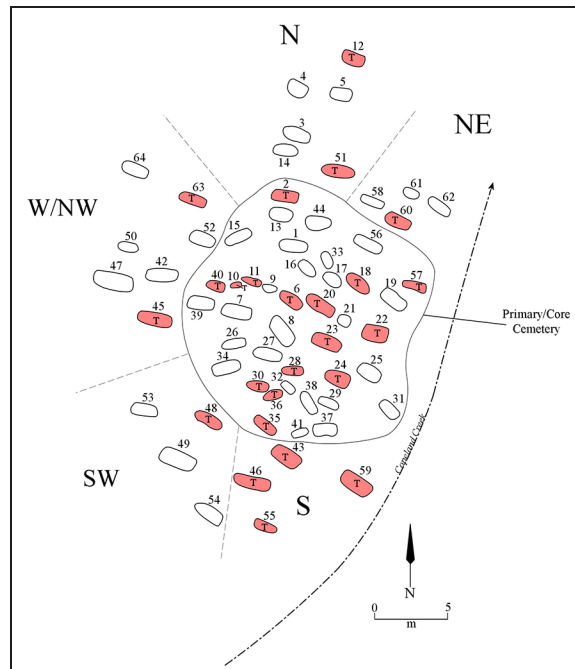 N
12
T
4
5
NE
3
14
51
T
64
63
T
2
T
58
61
62
60
T
W/NW
13
44
52
15
1
56
50
33
47
42
16
17
40
T
10
T
11
T
9
18
T
19
57
T
6
T
20
T
39
7
21
22
T
45
T
8
23
T
Primary/Core
Cemetery
26
27
34
28
T
24
T
25
30
T
32
36
T
38
29
31
53
48
T
35
T
41
37
49
43
T
SW
46
T
S
59
T
Copeland Creek
54
55
T
N
0
5
m